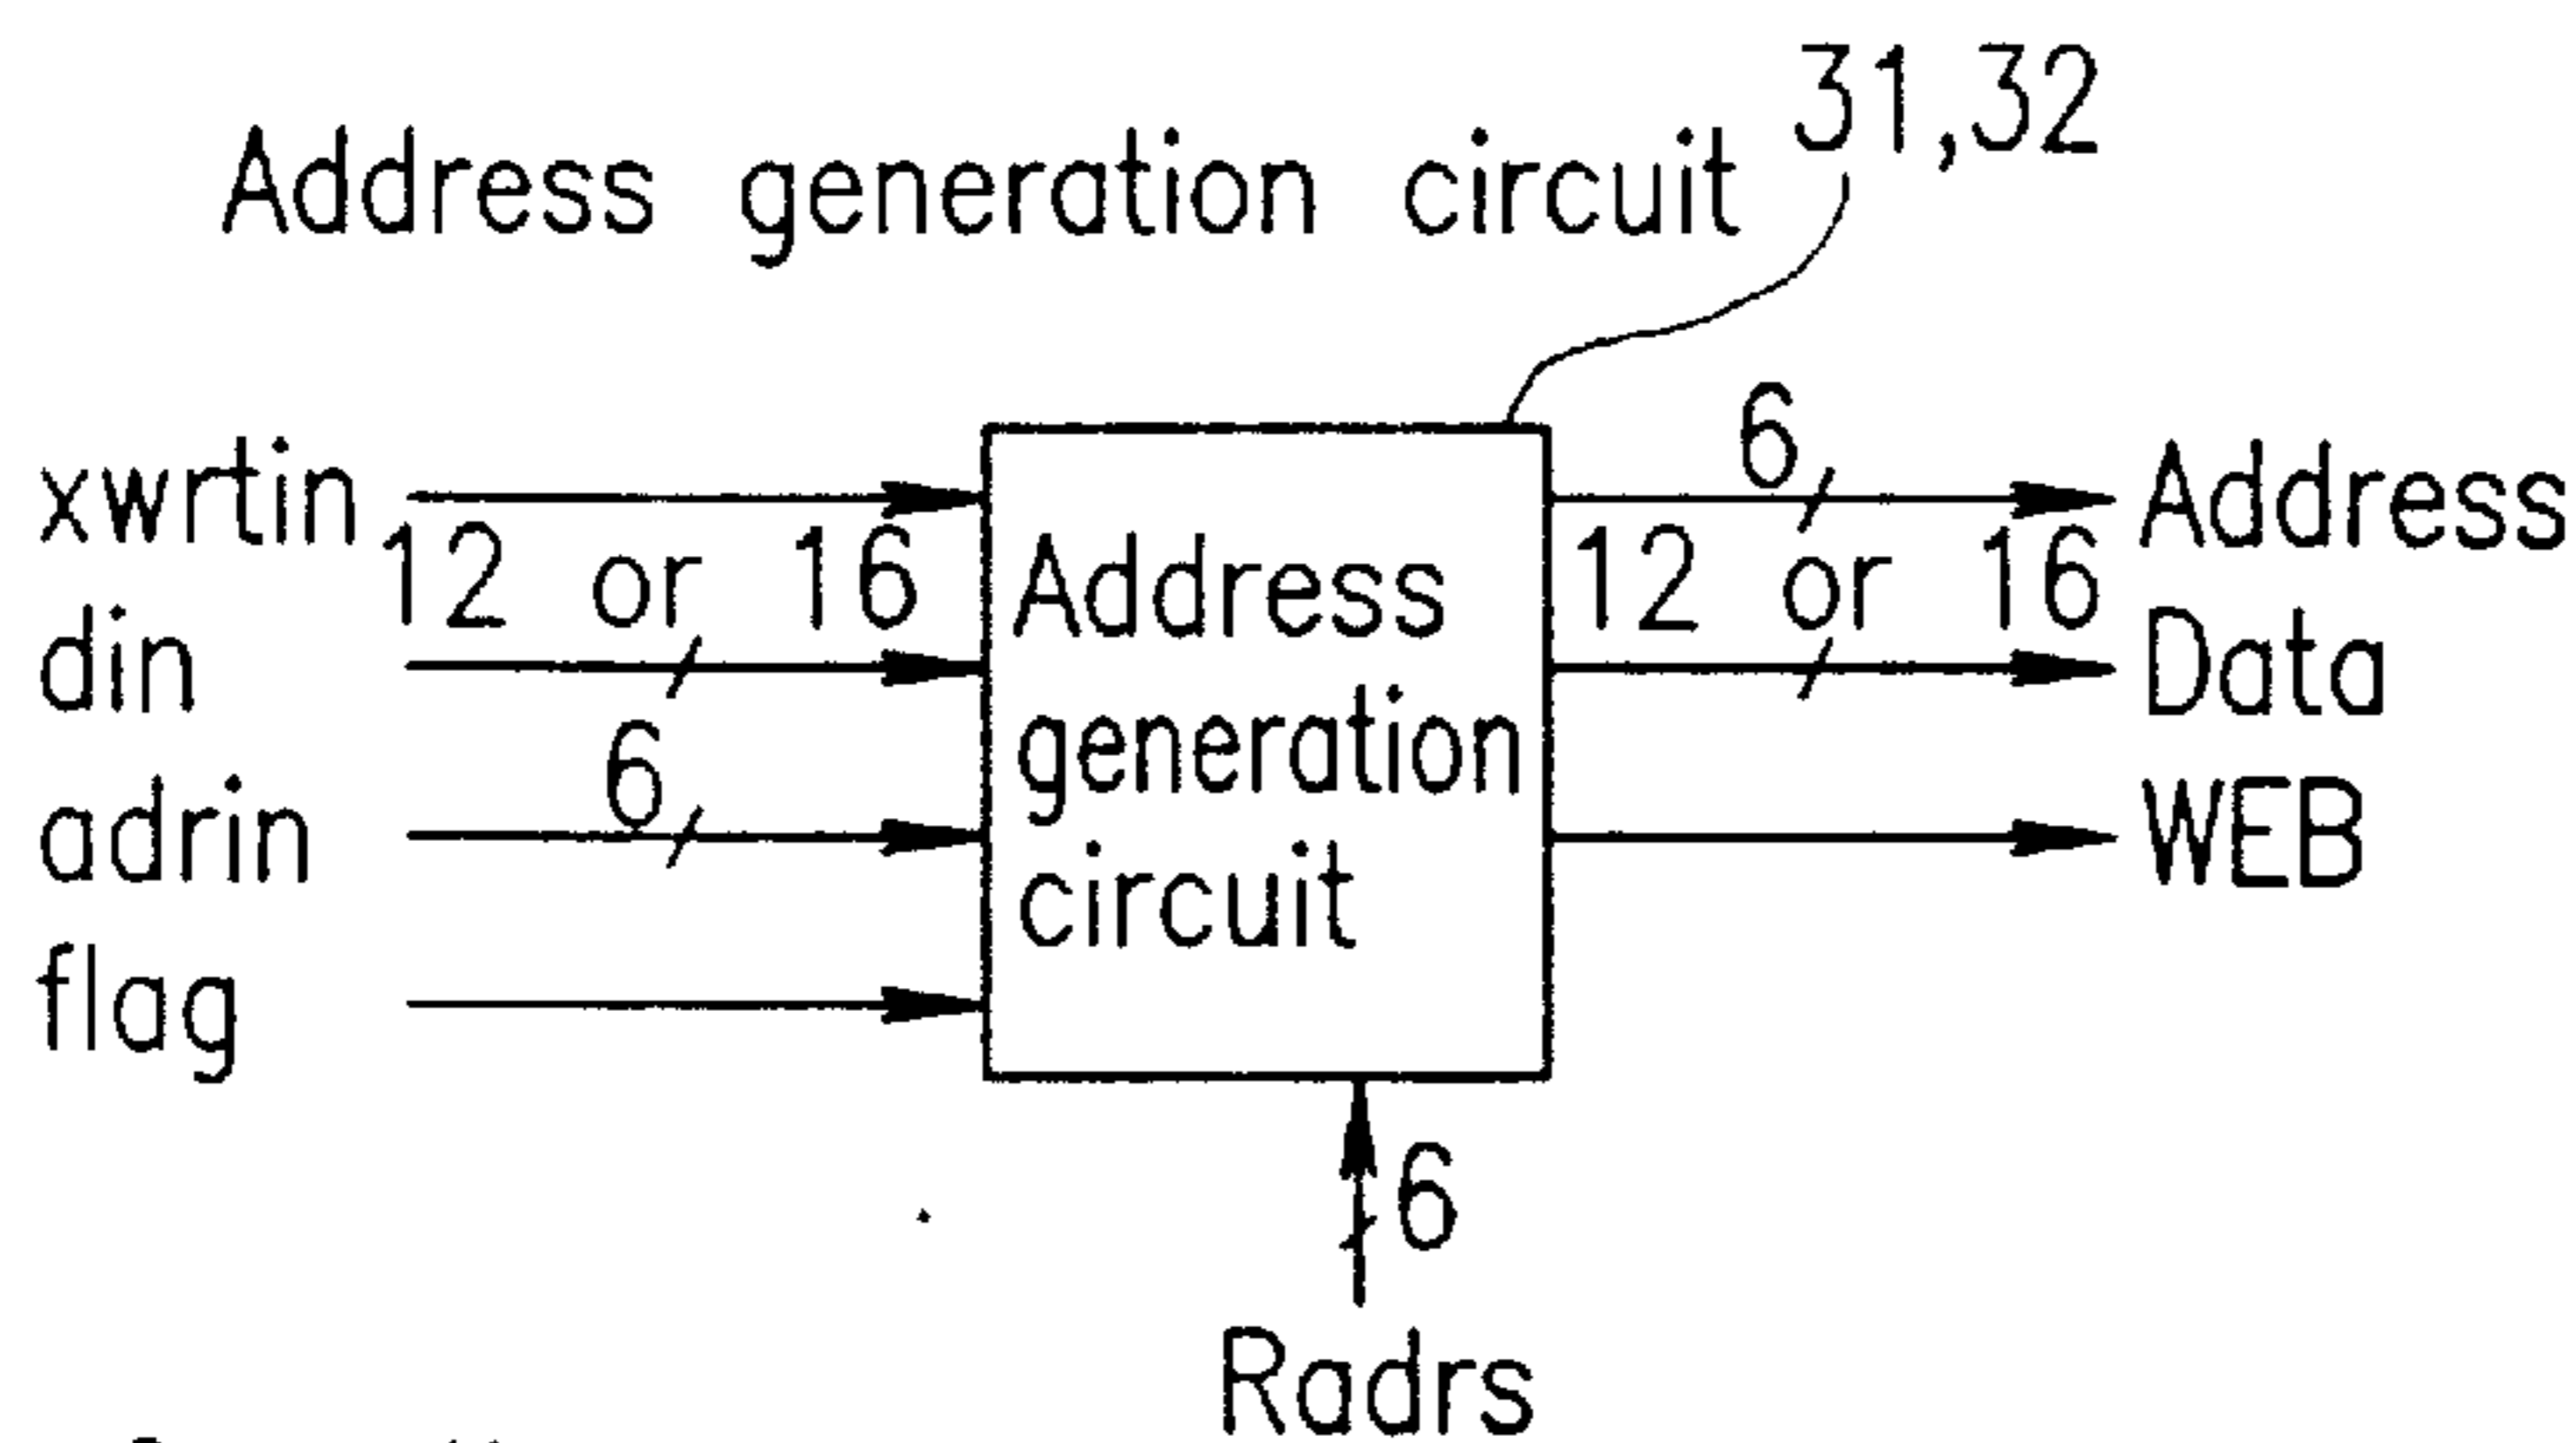 Address generation circuit 31,32
xwrtin
12 or 16
din
6
adrin
flag
Address
generation
circuit
6
Address
12 or 16
Data
WEB
6
Radrs